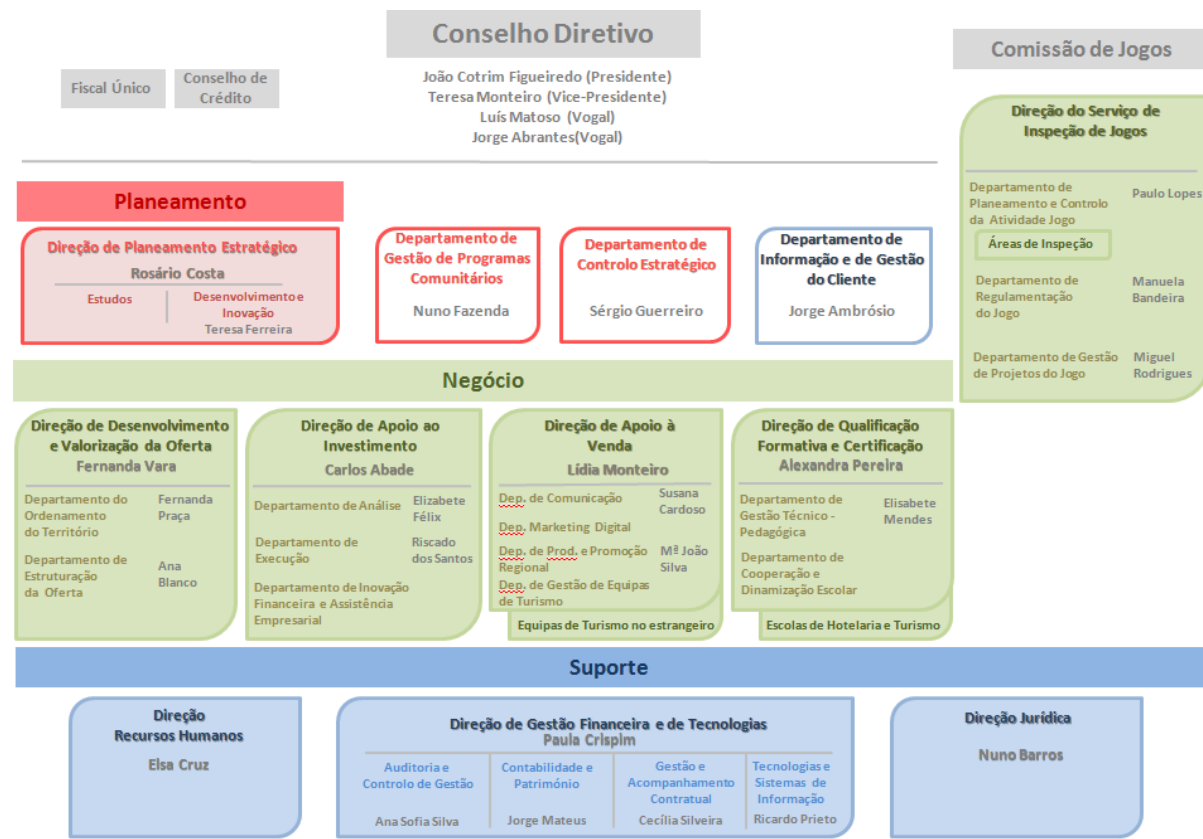 Conselho Diretivo
João Cotrim Figueiredo (Presidente)
Teresa Monteiro (Vice-Presidente)
Luís Matoso (Vogal)
Jorge Abrantes(Vogal)
Fiscal Único
Conselho de
Crédito
Comissão de Jogos
Direção do Serviço de
Inspeção de Jogos
Departamento de
Planeamento e Controlo
da Atividade Jogo
Paulo Lopes
Áreas de Inspeção
Departamento de
Regulamentação
do Jogo
Manuela
Bandeira
Departamento de Gestão
de Projetos do Jogo
Miguel
Rodrigues
Planeamento
Direção de Planeamento Estratégico
Rosário Costa
Estudos
Desenvolvimento e
Inovação
Teresa Ferreira
Departamento de
Gestão de Programas
Comunitários
Nuno Fazenda
Departamento de
Controlo Estratégico
Sérgio Guerreiro
Departamento de
Informação e de Gestão
do Cliente
Jorge Ambrósio
Negócio
Direção de Desenvolvimento
e Valorização da Oferta
Fernanda Vara
Departamento do
Ordenamento
do Território
Fernanda
Praça
Departamento de
Estruturação
da Oferta
Ana
Blanco
Direção de Apoio ao
Investimento
Carlos Abade
Departamento de Análise
Elizabete
Félix
Departamento de
Execução
Riscado
dos Santos
Departamento de Inovação
Financeira e Assistência
Empresarial
Direção de Apoio à
Venda
Lídia Monteiro
Dep. de Comunicação
Susana
Cardoso
Dep. Marketing Digital
Dep. de Prod. e Promoção
Regional
Mª João
Silva
Dep. de Gestão de Equipas
de Turismo
Equipas de Turismo no estrangeiro
Direção de Qualificação
Formativa e Certificação
Alexandra Pereira
Departamento de
Gestão Técnico -
Pedagógica
Elisabete
Mendes
Departamento de
Cooperação e
Dinamização Escolar
Escolas de Hotelaria e Turismo
Suporte
Direção
Recursos Humanos
Elsa Cruz
Direção de Gestão Financeira e de Tecnologias
Paula Crispim
Auditoria e
Controlo de Gestão
Ana Sofia Silva
Contabilidade e
Património
Jorge Mateus
Gestão e
Acompanhamento
Contratual
Cecília Silveira
Tecnologias e
Sistemas de
Informação
Ricardo Prieto
Direção Jurídica
Nuno Barros